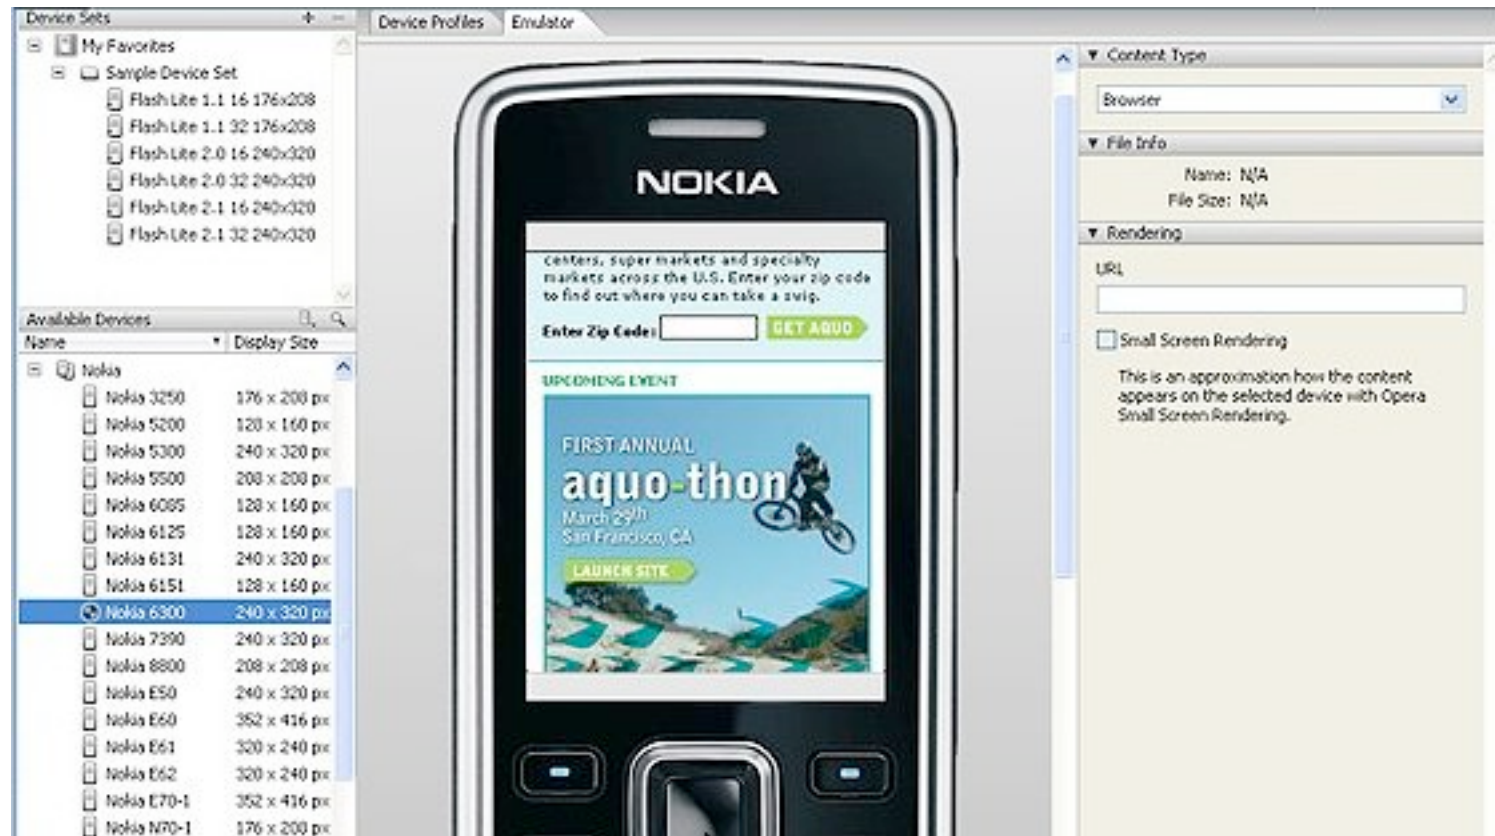 Device Sets
My Favorites
Sample Device Set
Flash Lite 1.1 16 176x208
Flash Lite 1.1 32 176x208
Flash Lite 2.0 16 240x320
Flash Lite 2.0 32 240x320
Flash Lite 2.1 16 240x320
Flash Lite 2.1 32 240x320
Available Devices
Name Display Size
Nokia
Nokia 3250 176 x 208 px
Nokia 5200 128 x 160 px
Nokia 5300 240 x 320 px
Nokia 5500 208 x 208 px
Nokia 6085 128 x 160 px
Nokia 6125 128 x 160 px
Nokia 6131 240 x 320 px
Nokia 6151 128 x 160 px
Nokia 6300 240 x 320 px
Nokia 7390 240 x 320 px
Nokia 8800 208 x 208 px
Nokia E50 240 x 320 px
Nokia E60 352 x 416 px
Nokia E61 320 x 240 px
Nokia E62 320 x 240 px
Nokia E70-1 352 x 416 px
Nokia N70-1 176 x 208 px
Device Profiles Emulator
NOKIA
centers, super markets and specialty
markets across the U.S. Enter your zip code
to find out where you can take a swig.
Enter Zip Code: GET AQUO
UPCOMING EVENT
FIRST ANNUAL
aquo-thon
March 29th
San Francisco, CA
LAUNCH SITE
Content Type
Browser
File Info
Name: N/A
File Size: N/A
Rendering
URL
Small Screen Rendering
This is an approximation how the content
appears on the selected device with Opera
Small Screen Rendering.